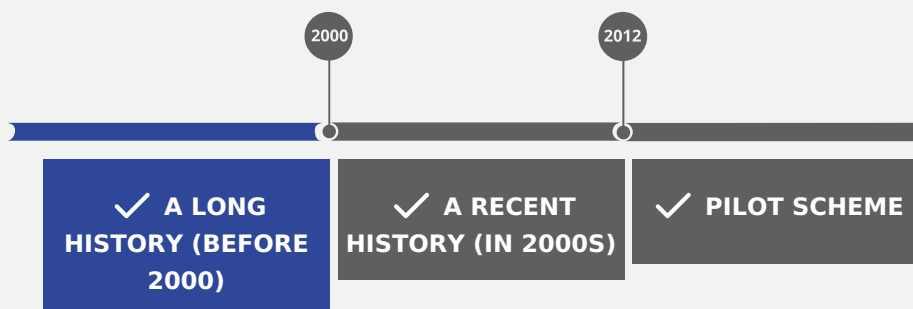 2000
2012
A LONG
HISTORY (BEFORE
2000)
A RECENT
HISTORY (IN 2000S)
PILOT SCHEME